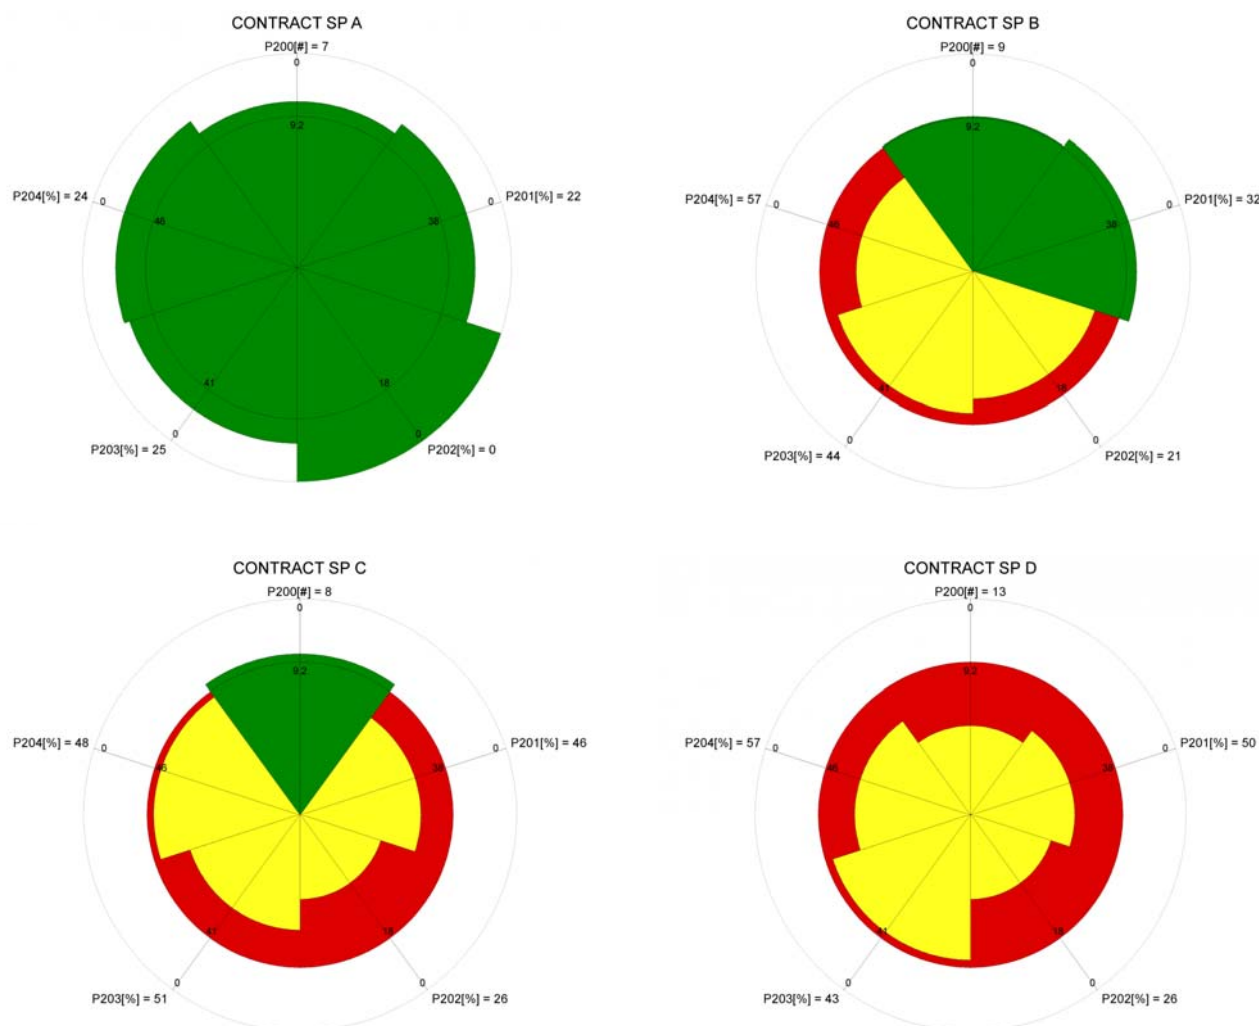 CONTRACT SP A
P200[#] = 7
0
9.2
P204[%] = 24
0
46
38
0
P201[%] = 22
41
18
0
0
P203[%] = 25
P202[%] = 0
CONTRACT SP B
P200[#] = 9
0
9.2
P204[%] = 57
0
46
38
0
P201[%] = 32
41
18
0
0
P203[%] = 44
P202[%] = 21
CONTRACT SP C
P200[#] = 8
0
9.2
P204[%] = 48
0
46
38
0
P201[%] = 46
41
18
0
0
P203[%] = 51
P202[%] = 26
CONTRACT SP D
P200[#] = 13
0
9.2
P204[%] = 57
0
46
38
0
P201[%] = 50
41
18
0
0
P203[%] = 43
P202[%] = 26